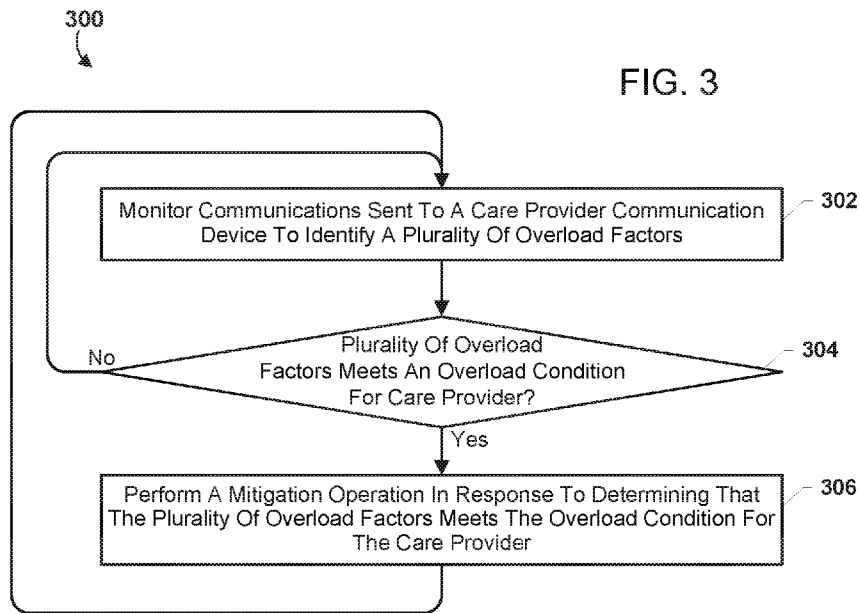 300
FIG. 3
Monitor Communications Sent To A Care Provider Communication
Device To Identify A Plurality Of Overload Factors
302
Plurality Of Overload
Factors Meets An Overload Condition
For Care Provider?
304
No
Yes
Perform A Mitigation Operation In Response To Determining That
The Plurality Of Overload Factors Meets The Overload Condition For
The Care Provider
306